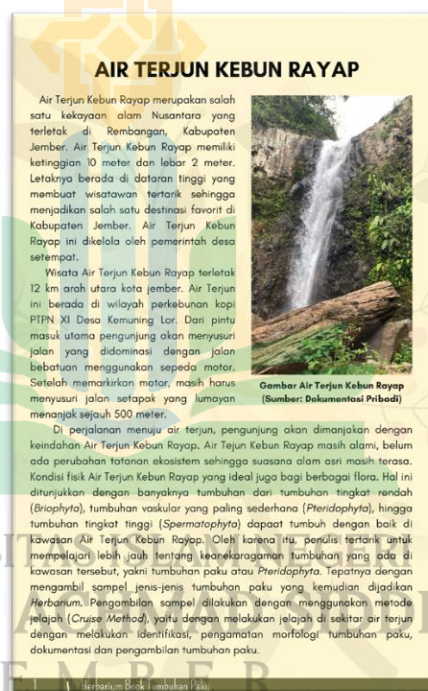 AIR TERJUN KEBUN RAYAP
Air Terjun Kebun Rayap merupakan salah
satu kekayaan alam Nusantara yang
terletak di Rembangan, Kabupaten
Jember. Air Terjun Kebun Rayap memiliki
ketinggian 10 meter dan lebar 2 meter.
Letaknya berada di dataran tinggi yang
membuat wisatawan tertarik sehingga
menjadikan salah satu destinasi favorit di
Kabupaten Jember. Air Terjun Kebun
Rayap ini dikelola oleh pemerintah desa
setempat.
Wisata Air Terjun Kebun Rayap terletak
12 km arah utara kota jember. Air Terjun
ini berada di wilayah perkebunan kopi
PTPN XI Desa Kemuning Lor. Dari pintu
masuk utama pengunjung akan menyusuri
jalan yang didominasi dengan jalan
bebatuan menggunakan sepeda motor.
Setelah memarkirkan motor, masih harus
menyusuri jalan setapak yang lumayan
menanjak sejauh 500 meter.
Gambar Air Terjun Kebun Rayap
(Sumber: Dokumentasi Pribadi)
Di perjalanan menuju air terjun, pengunjung akan dimanjakan dengan
keindahan Air Terjun Kebun Rayap. Air Tejun Kebun Rayap masih alami, belum
ada perubahan tatanan ekosistem sehingga suasana alam asri masih terasa.
Kondisi fisik Air Terjun Kebun Rayap yang ideal juga bagi berbagai flora. Hal ini
ditunjukkan dengan banyaknya tumbuhan dari tumbuhan tingkat rendah
(Briophyta), tumbuhan vaskular yang paling sederhana (Pteridophyta), hingga
tumbuhan tingkat tinggi (Spermatophyta) dapaat tumbuh dengan baik di
kawasan Air Terjun Kebun Rayap. Oleh karena itu, penulis tertarik untuk
mempelajari lebih jauh tentang keanekaragaman tumbuhan yang ada di
kawasan tersebut, yakni tumbuhan paku atau Pteridophyta. Tepatnya dengan
mengambil sampel jenis-jenis tumbuhan paku yang kemudian dijadikan
Herbarium. Pengambilan sampel dilakukan dengan menggunakan metode
jelajah (Cruise Method), yaitu dengan melakukan jelajah di sekitar air terjun
dengan melakukan identifikasi, pengamatan morfologi tumbuhan paku,
dokumentasi dan pengambilan tumbuhan paku.
1
Herbarium Book Tumbuhan Paku